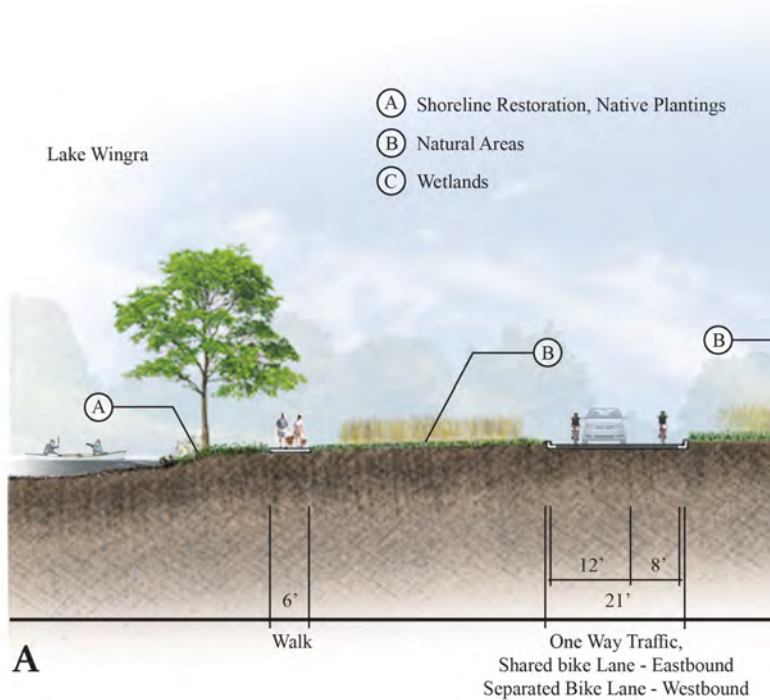 Lake Wingra
A Shoreline Restoration, Native Plantings
B Natural Areas
C Wetlands
B
B
A
12’ 8’
6’ 21’
Walk
One Way Traffic,
Shared bike Lane - Eastbound
Separated Bike Lane - Westbound
A